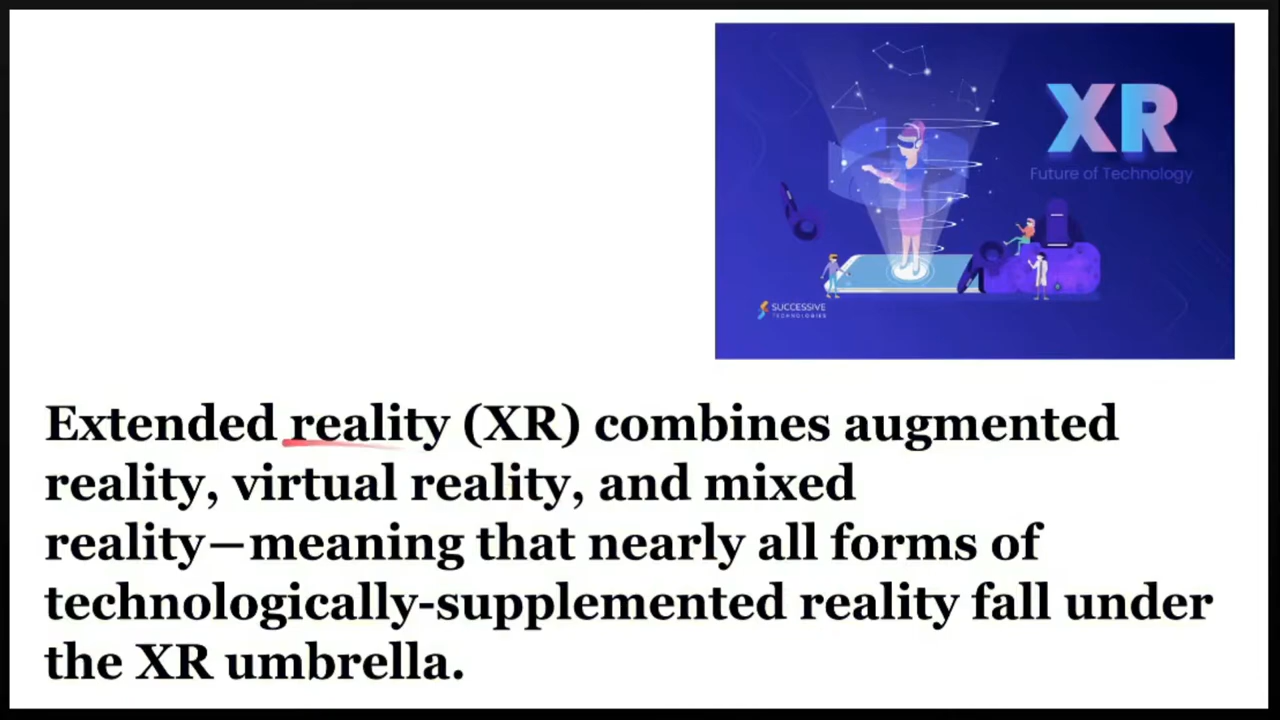 XR
Future of Technology
SUCCESSIVE
TECHNOLOGIES
Extended reality (XR) combines augmented
reality, virtual reality, and mixed
reality—meaning that nearly all forms of
technologically-supplemented reality fall under
the XR umbrella.